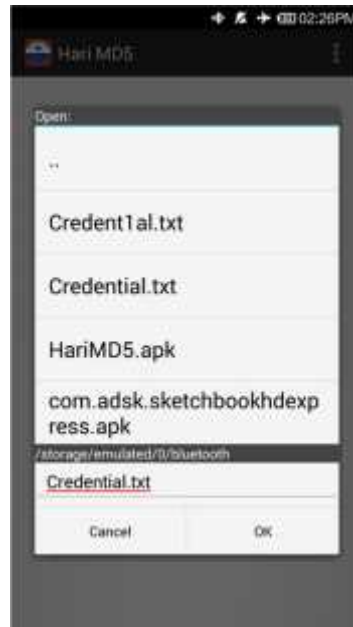 02:26PM
Hari MD5
Open:
..
Credent1al.txt
Credential.txt
HariMD5.apk
com.adsk.sketchbookhdexp
ress.apk
/storage/emulated/0/bluetooth
Credential.txt
Cancel
OK